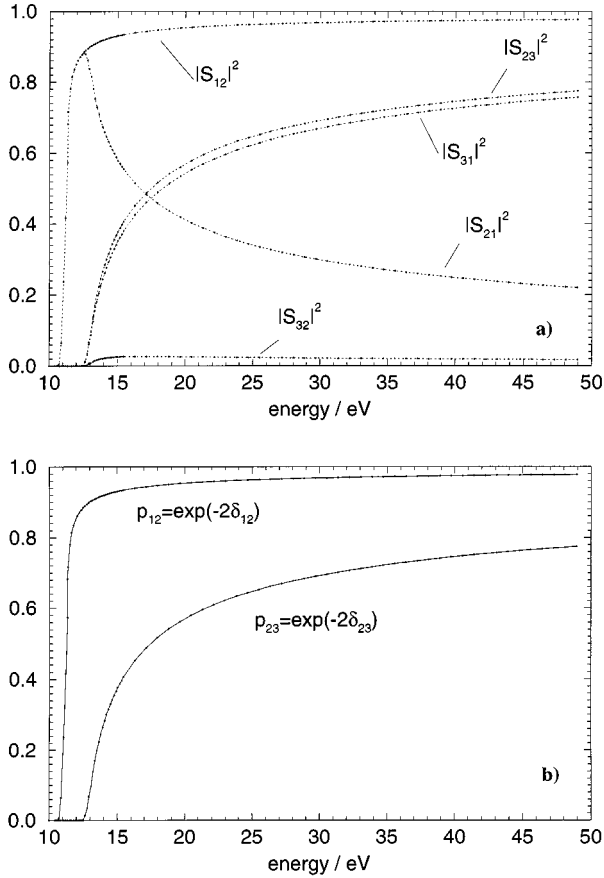 1.0
0.8
0.6
0.4
0.2
0.0
|S₁₂|²
|S₂₃|²
|S₃₁|²
|S₂₁|²
|S₃₂|²
a)
10 15 20 25 30 35 40 45 50
energy / eV
1.0
0.8
0.6
0.4
0.2
0.0
p₁₂=exp(-2δ₁₂)
p₂₃=exp(-2δ₂₃)
b)
10 15 20 25 30 35 40 45 50
energy / eV